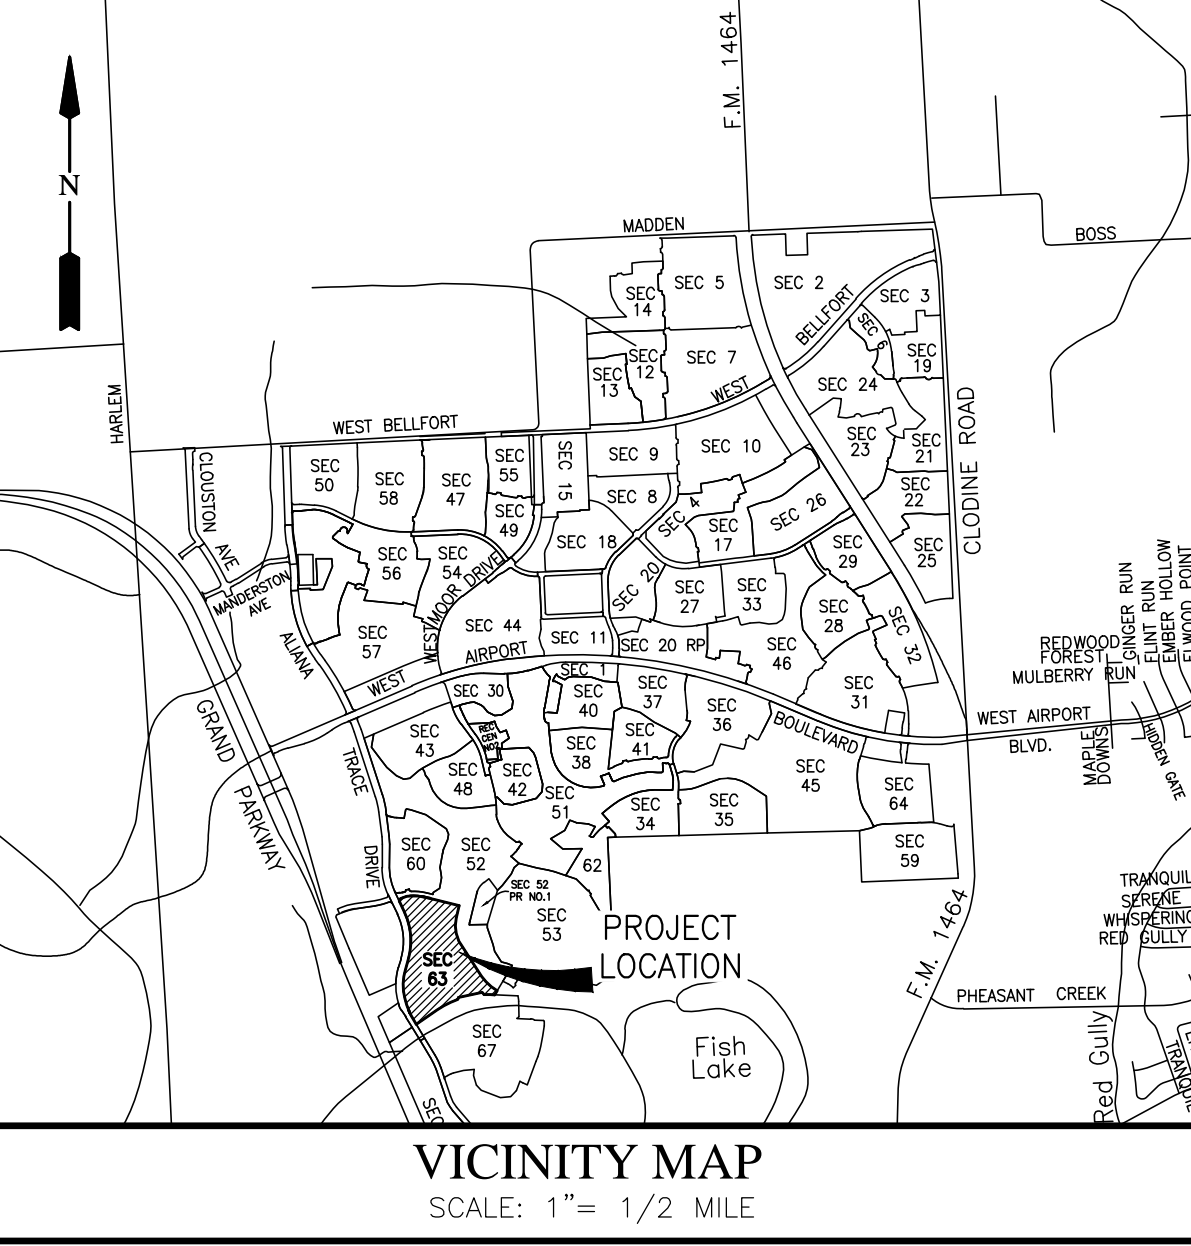 F.M. 1464
N
MADDEN
BOSS
SEC 5
SEC 2
SEC
14
SEC 3
BELLFORT
SEC 6
SEC
12
SEC 7
SEC
19
SEC
13
WEST
SEC 24
HARLEM
WEST BELLFORT
CLODINE ROAD
SEC
23
SEC
21
SEC 10
SEC 9
SEC 15
SEC
55
SEC
50
SEC
58
SEC
47
CLOUSTON
AVE
SEC 8
SEC
22
SEC 4
SEC 26
SEC
49
SEC
17
SEC 18
SEC
29
SEC
25
SEC
56
SEC
54
WESTMOOR DRIVE
SEC 20
SEC
27
SEC
33
MANDERSTON
AVE
SEC
28
SEC 32
SEC 44
SEC 11
SEC 20 RP
SEC
57
SEC
46
ALIANA
WEST
AIRPORT
GINGER RUN
FLINT RUN
EMBER HOLLOW
ELWOOD POINT
REDWOOD
FOREST
MULBERRY RUN
SEC 1
SEC 30
SEC
40
SEC
37
SEC
31
SEC
36
BOULEVARD
WEST AIRPORT
BLVD.
MAPLE
DOWNS
HIDDEN GATE
GRAND
PARKWAY
REC
CEN
NO2
SEC
43
SEC
41
SEC
38
TRACE
SEC
48
SEC
42
SEC
45
SEC
51
SEC
64
SEC
34
SEC
35
SEC
60
SEC
52
SEC
59
62
DRIVE
SEC 52
PR NO.1
SEC
53
TRANQUIL
SERENE
WHISPERING
RED GULLY
PROJECT
LOCATION
SEC
63
F.M. 1464
PHEASANT CREEK
SEC
67
Fish
Lake
Red Gully
TRANQUIL
SEC
VICINITY MAP
SCALE: 1"= 1/2 MILE